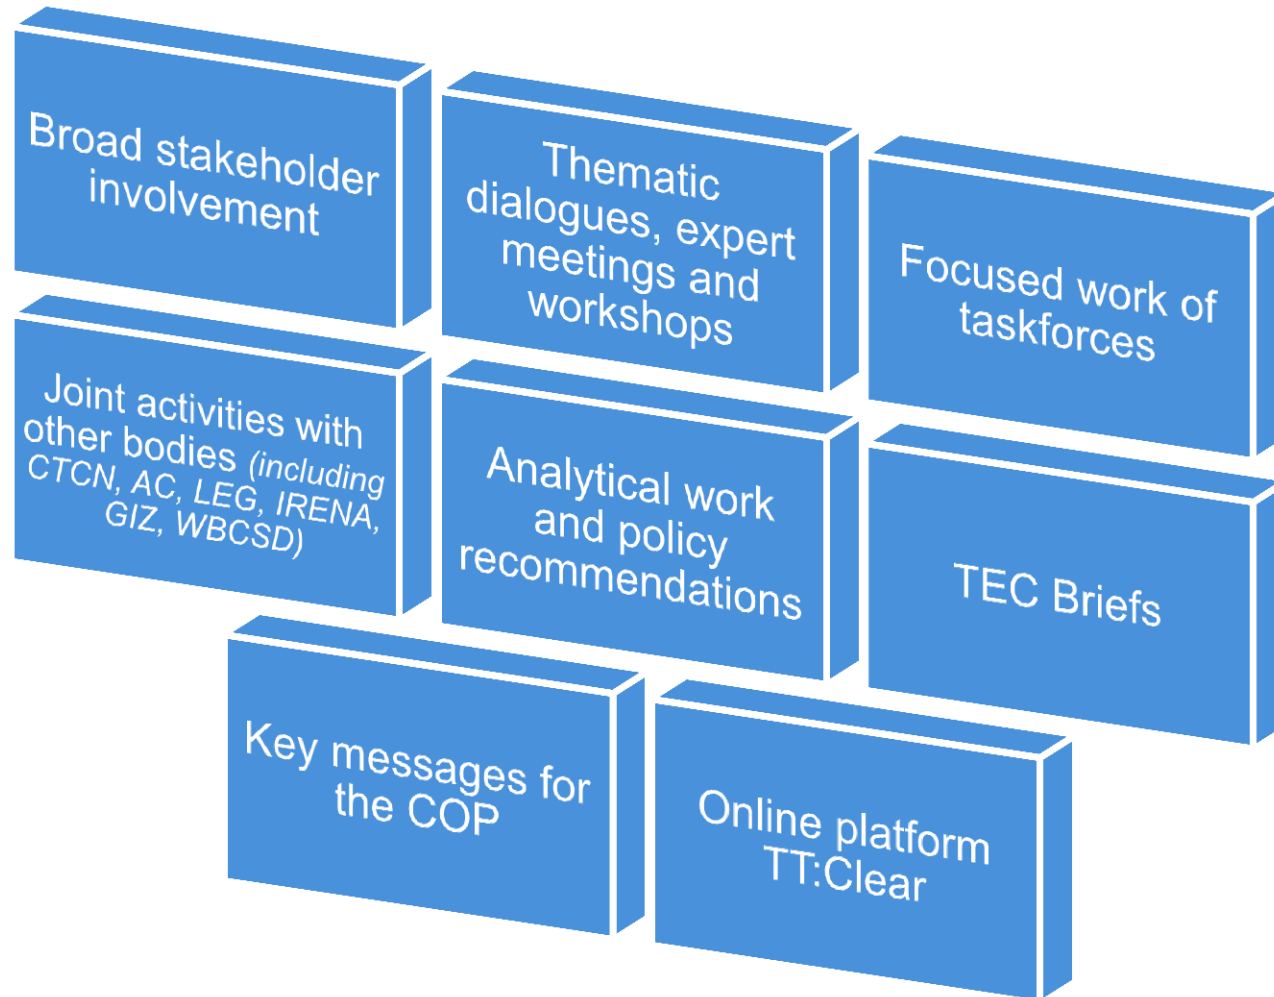 Broad stakeholder
involvement
Thematic
dialogues, expert
meetings and
workshops
Focused work of
taskforces
Joint activities with
other bodies (including
CTCN, AC, LEG, IRENA,
GIZ, WBCSD)
Analytical work
and policy
recommendations
TEC Briefs
Key messages for
the COP
Online platform
TT:Clear